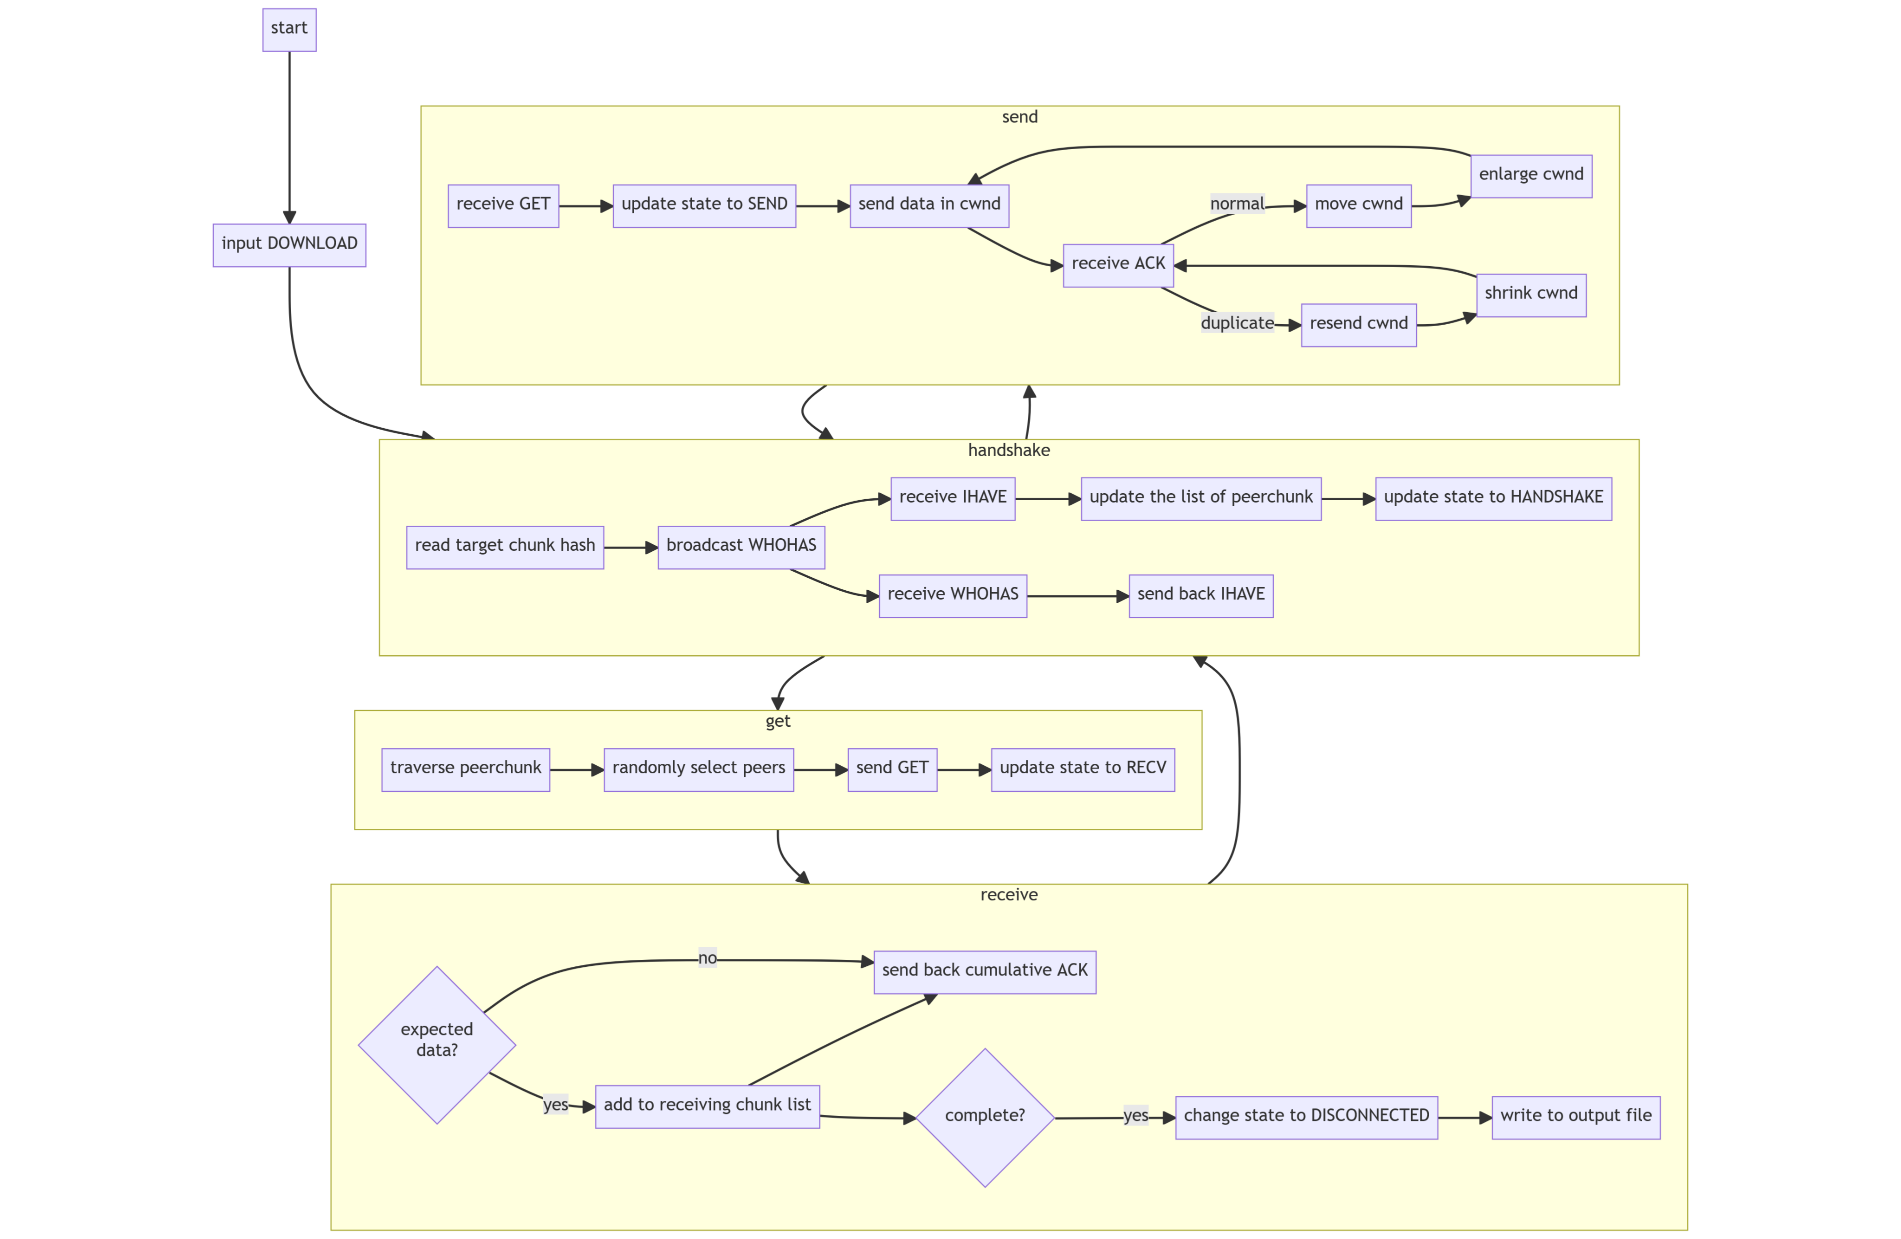 start
input DOWNLOAD
send
receive GET
update state to SEND
send data in cwnd
receive ACK
normal
move cwnd
enlarge cwnd
duplicate
resend cwnd
shrink cwnd
handshake
read target chunk hash
broadcast WHOHAS
receive IHAVE
update the list of peerchunk
update state to HANDSHAKE
receive WHOHAS
send back IHAVE
get
traverse peerchunk
randomly select peers
send GET
update state to RECV
receive
expected
data?
no
send back cumulative ACK
yes
add to receiving chunk list
complete?
yes
change state to DISCONNECTED
write to output file